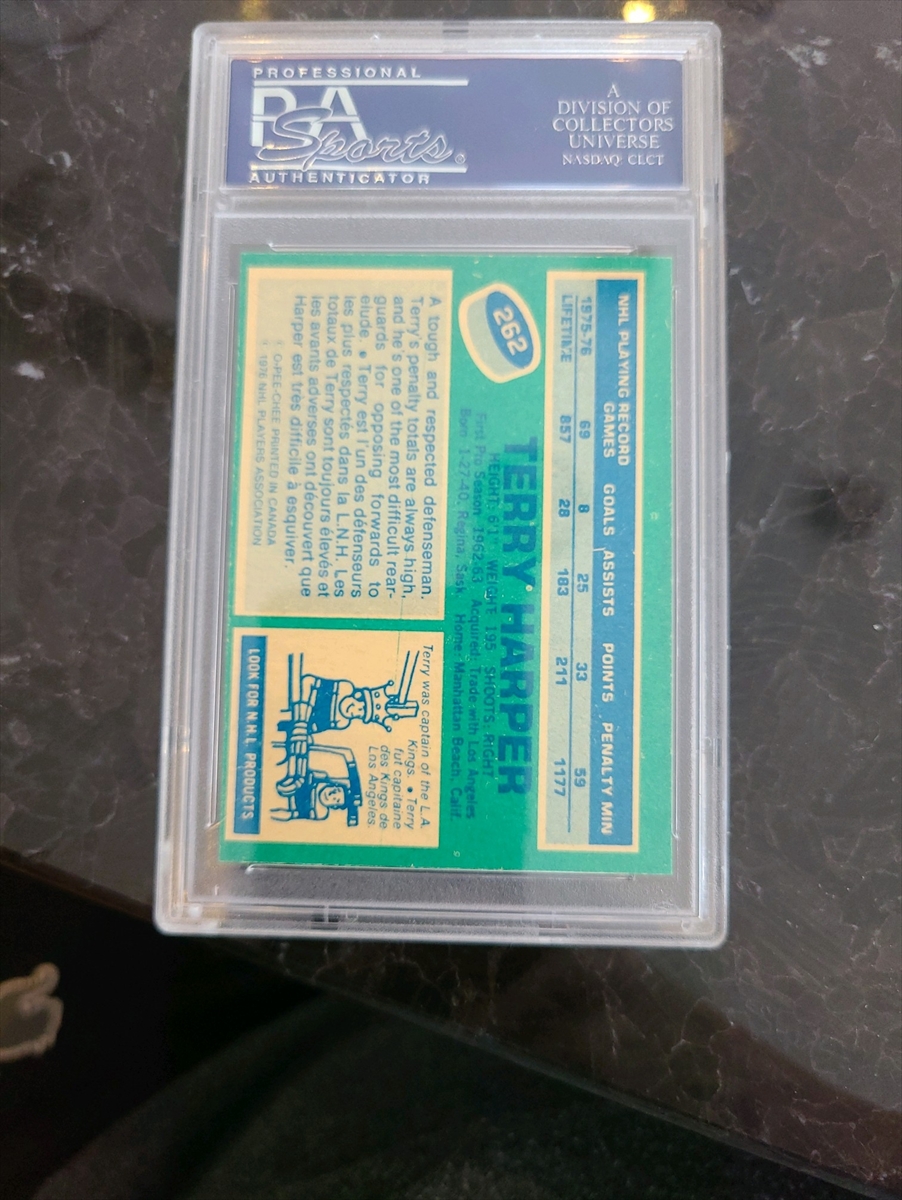 PROFESSIONAL
PSA
Sports®
AUTHENTICATOR
A
DIVISION OF
COLLECTORS
UNIVERSE
NASDAQ: CLCT
NHL PLAYING RECORD
GAMES GOALS ASSISTS POINTS PENALTY MIN
1975-76 69 8 25 33 59
LIFETIME 857 28 183 211 1177
262
TERRY HARPER
HEIGHT: 6'1" WEIGHT 195 SHOOTS: RIGHT
First Pro Season: 1962-63 Acquired: Trade with Los Angeles
Born: 1-27-40, Regina, Sask. Home: Manhattan Beach, Calif.
A tough and respected defenseman,
Terry's penalty totals are always high,
and he's one of the most difficult rear-
guards for opposing forwards to
elude. • Terry est l'un des défenseurs
les plus respectés dans la L.N.H. Les
totaux de Terry sont toujours élevés et
les avants adverses ont découvert que
Harper est très difficile à esquiver.
O-PEE-CHEE PRINTED IN CANADA
1976 NHL PLAYERS ASSOCIATION
Terry was captain of the L.A.
Kings. • Terry
fut capitaine
des Kings de
Los Angeles.
LOOK FOR N.H.L. PRODUCTS